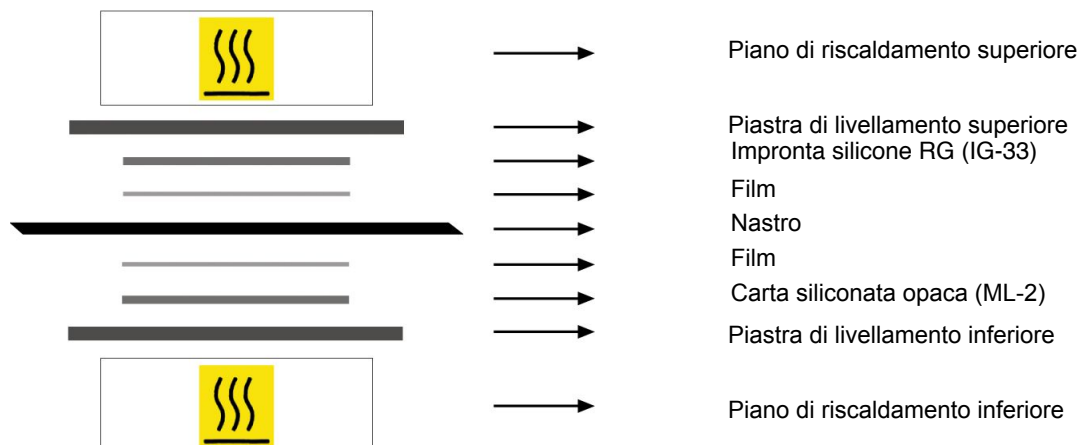 Piano di riscaldamento superiore
Piastra di livellamento superiore
Impronta silicone RG (IG-33)
Film
Nastro
Film
Carta siliconata opaca (ML-2)
Piastra di livellamento inferiore
Piano di riscaldamento inferiore